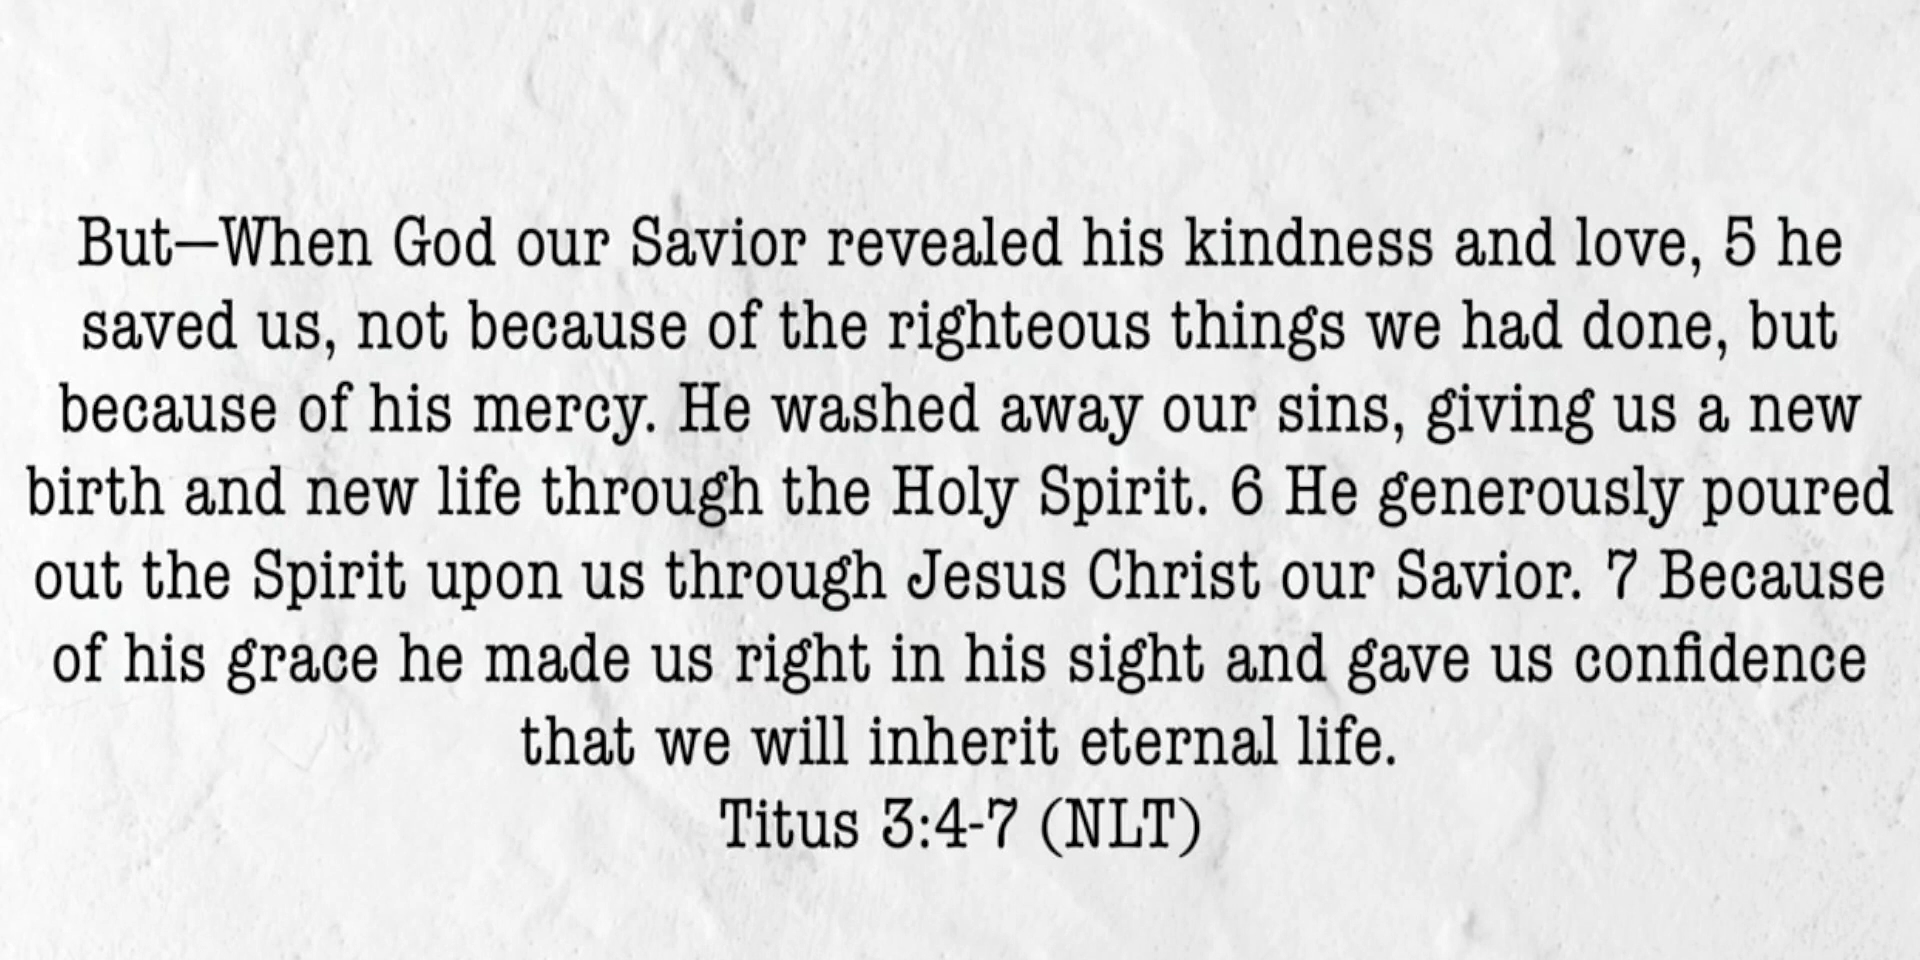 But—When God our Savior revealed his kindness and love, 5 he
saved us, not because of the righteous things we had done, but
because of his mercy. He washed away our sins, giving us a new
birth and new life through the Holy Spirit. 6 He generously poured
out the Spirit upon us through Jesus Christ our Savior. 7 Because
of his grace he made us right in his sight and gave us confidence
that we will inherit eternal life.
Titus 3:4-7 (NLT)